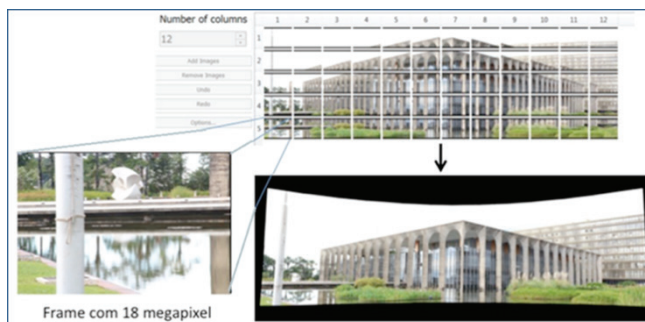 Number of columns
12
Add Images
Remove Images
Undo
Redo
Options...
1 2 3 4 5 6 7 8 9 10 11 12
1
2
3
4
5
Frame com 18 megapixel